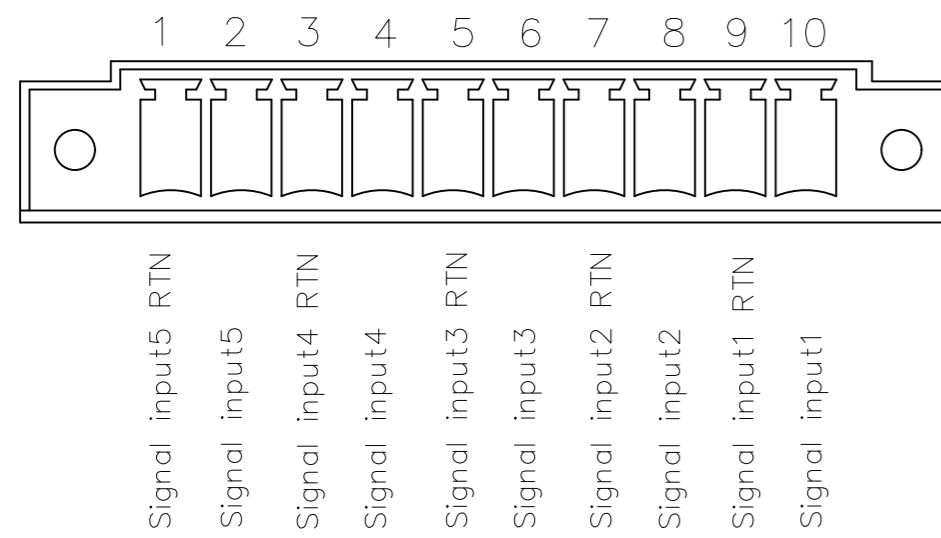 1 2 3 4 5 6 7 8 9 10
Signal input5 RTN
Signal input5
Signal input4 RTN
Signal input4
Signal input3 RTN
Signal input3
Signal input2 RTN
Signal input2
Signal input1 RTN
Signal input1